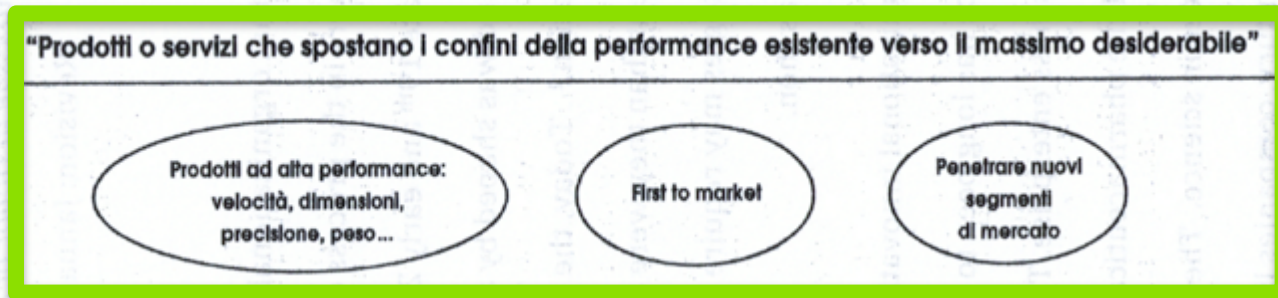 “Prodotti o servizi che spostano i confini della performance esistente verso il massimo desiderabile”
Prodotti ad alta performance:
velocità, dimensioni,
precisione, peso...
First to market
Penetrare nuovi
segmenti
di mercato